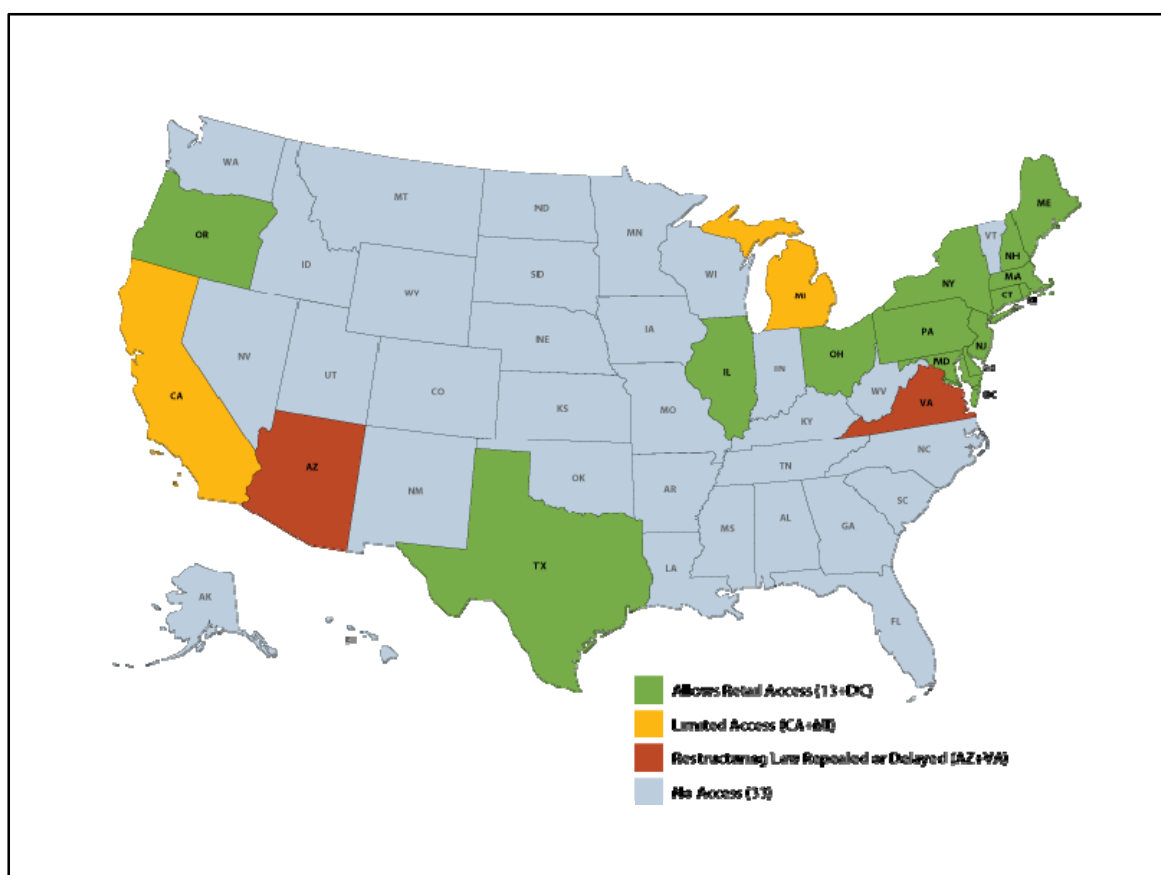 WA
MT
ND
MN
ME
VT
OR
ID
SD
WI
NH
NY
MA
WY
MI
CT
IA
PA
NE
OH
NJ
NV
IL
IN
MD
UT
CO
WV
CA
KS
MO
VA
KY
AZ
NC
TN
NM
OK
AR
SC
MS
AL
GA
LA
TX
AK
FL
Allows Retail Access (13+DC)
Limited Access (CA+MI)
Restructuring Law Repealed or Delayed (AZ+VA)
No Access (33)